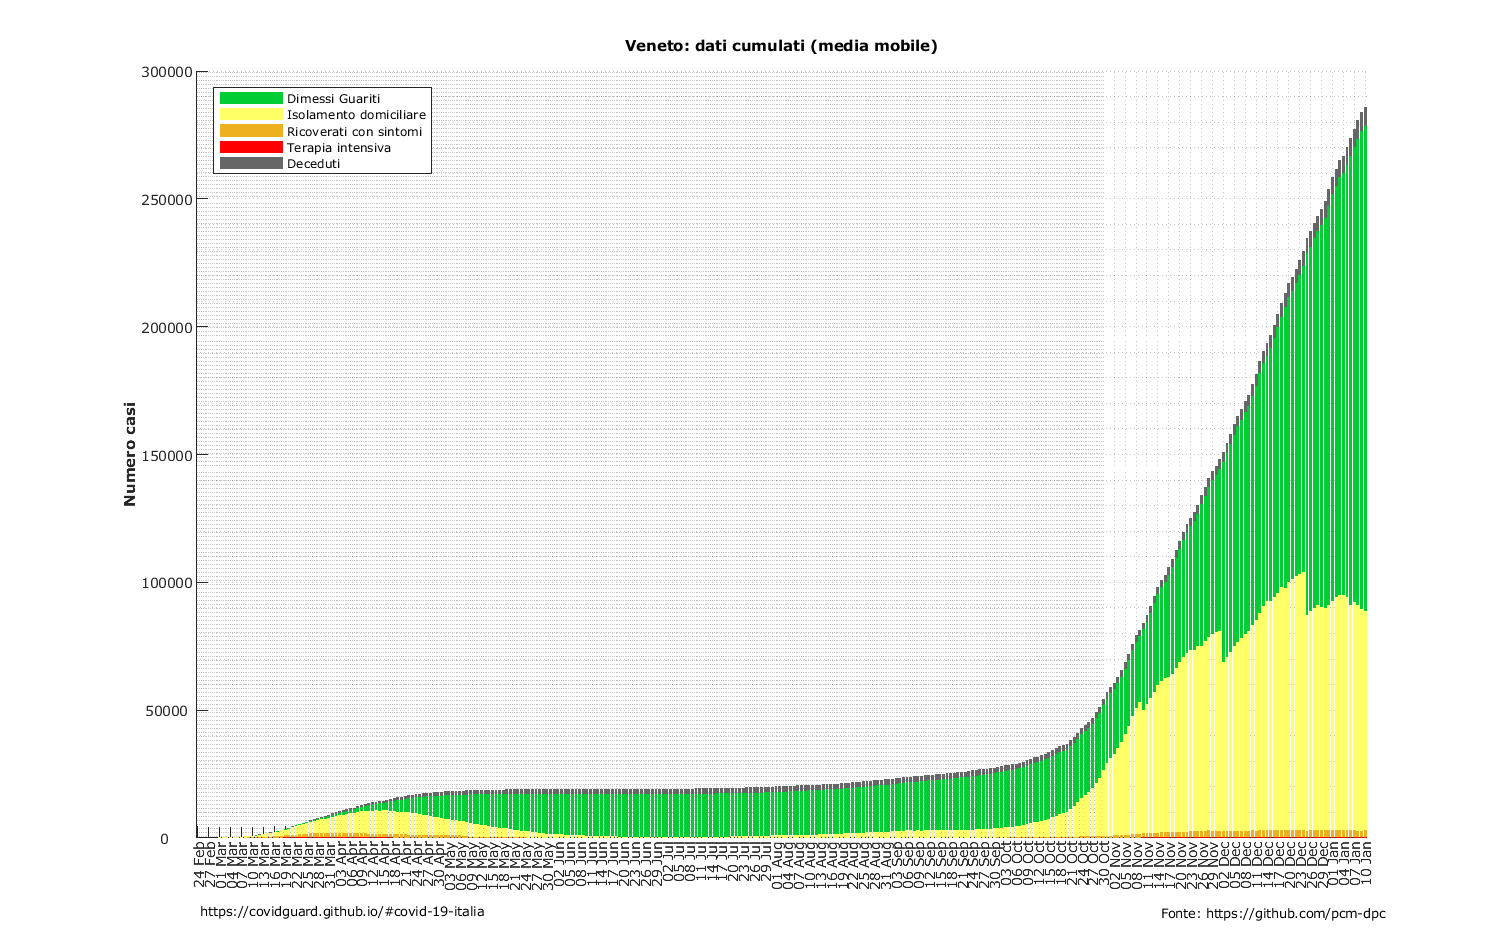 Veneto: dati cumulati (media mobile)
300000
250000
200000
150000
100000
50000
0
Numero casi
Dimessi Guariti
Isolamento domiciliare
Ricoverati con sintomi
Terapia intensiva
Deceduti
24 Feb
27 Feb
01 Mar
04 Mar
07 Mar
10 Mar
13 Mar
16 Mar
19 Mar
22 Mar
25 Mar
28 Mar
31 Mar
03 Apr
06 Apr
09 Apr
12 Apr
15 Apr
18 Apr
21 Apr
24 Apr
27 Apr
30 Apr
03 May
06 May
09 May
12 May
15 May
18 May
21 May
24 May
27 May
30 May
02 Jun
05 Jun
08 Jun
11 Jun
14 Jun
17 Jun
20 Jun
23 Jun
26 Jun
29 Jun
02 Jul
05 Jul
08 Jul
11 Jul
14 Jul
17 Jul
20 Jul
23 Jul
26 Jul
29 Jul
01 Aug
04 Aug
07 Aug
10 Aug
13 Aug
16 Aug
19 Aug
22 Aug
25 Aug
28 Aug
31 Aug
03 Sep
06 Sep
09 Sep
12 Sep
15 Sep
18 Sep
21 Sep
24 Sep
27 Sep
30 Sep
03 Oct
06 Oct
09 Oct
12 Oct
15 Oct
18 Oct
21 Oct
24 Oct
27 Oct
30 Oct
02 Nov
05 Nov
08 Nov
11 Nov
14 Nov
17 Nov
20 Nov
23 Nov
26 Nov
29 Nov
02 Dec
05 Dec
08 Dec
11 Dec
14 Dec
17 Dec
20 Dec
23 Dec
26 Dec
29 Dec
01 Jan
04 Jan
07 Jan
10 Jan
https://covidguard.github.io/#covid-19-italia
Fonte: https://github.com/pcm-dpc